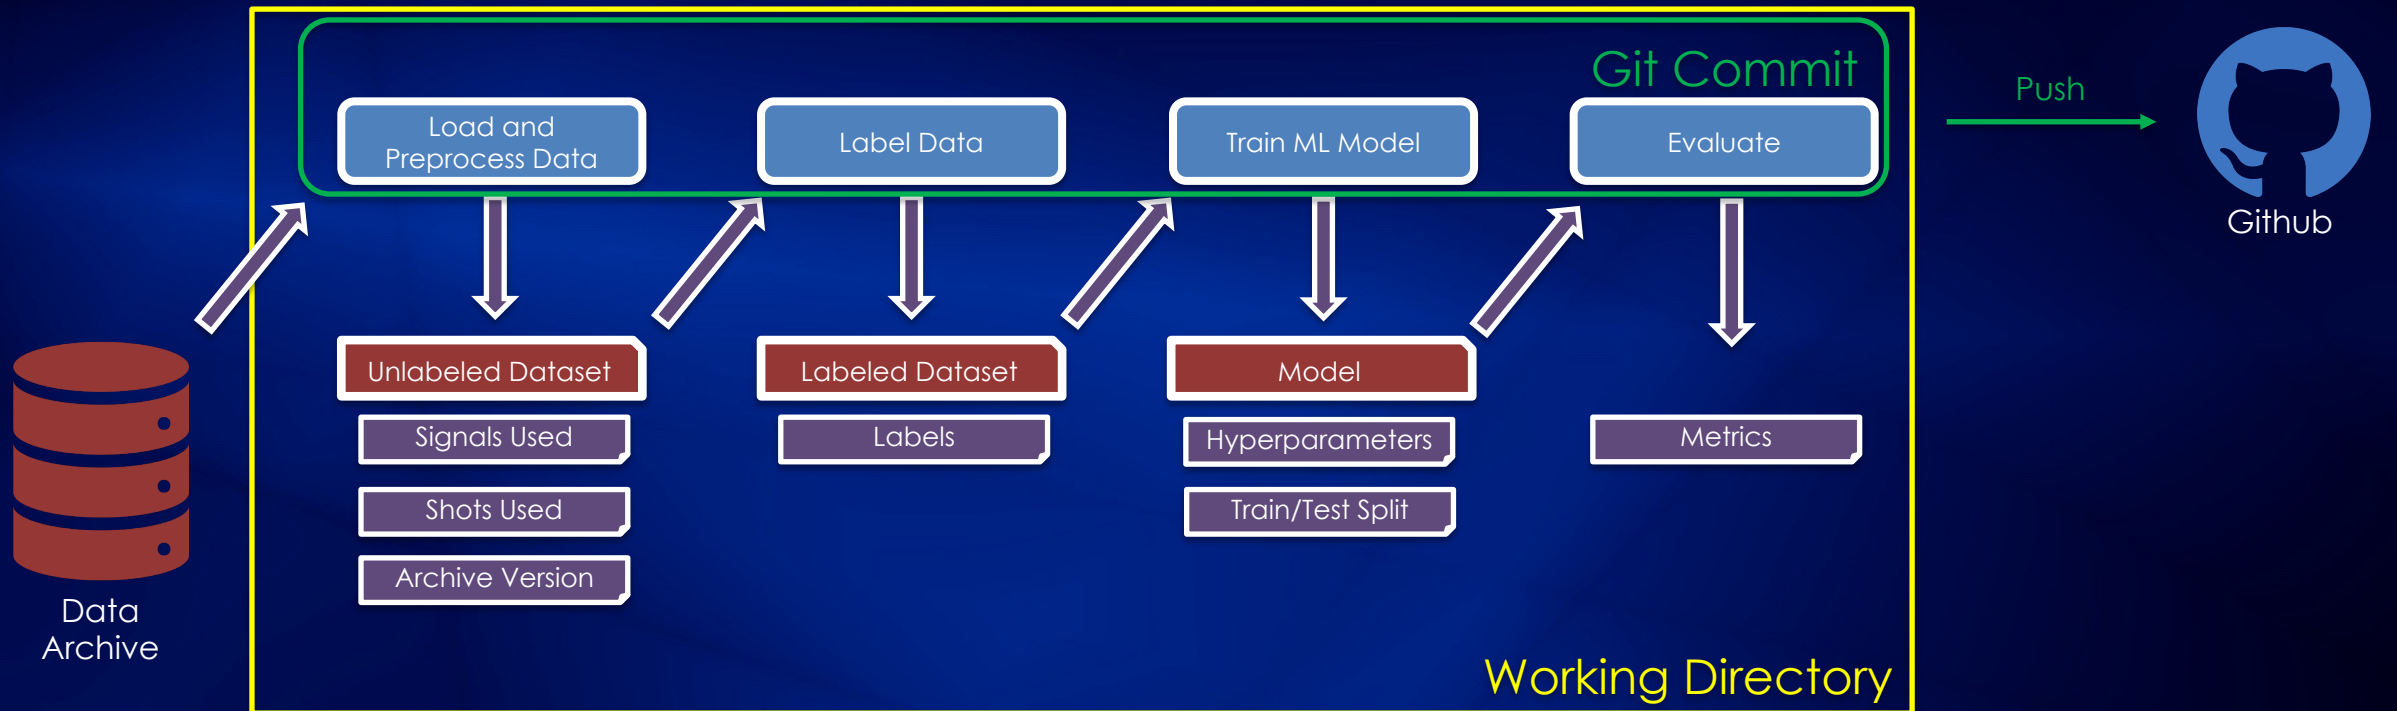 Git Commit
Push
Load and
Preprocess Data
Label Data
Train ML Model
Evaluate
Github
Unlabeled Dataset
Labeled Dataset
Model
Signals Used
Labels
Hyperparameters
Metrics
Shots Used
Train/Test Split
Archive Version
Data
Archive
Working Directory